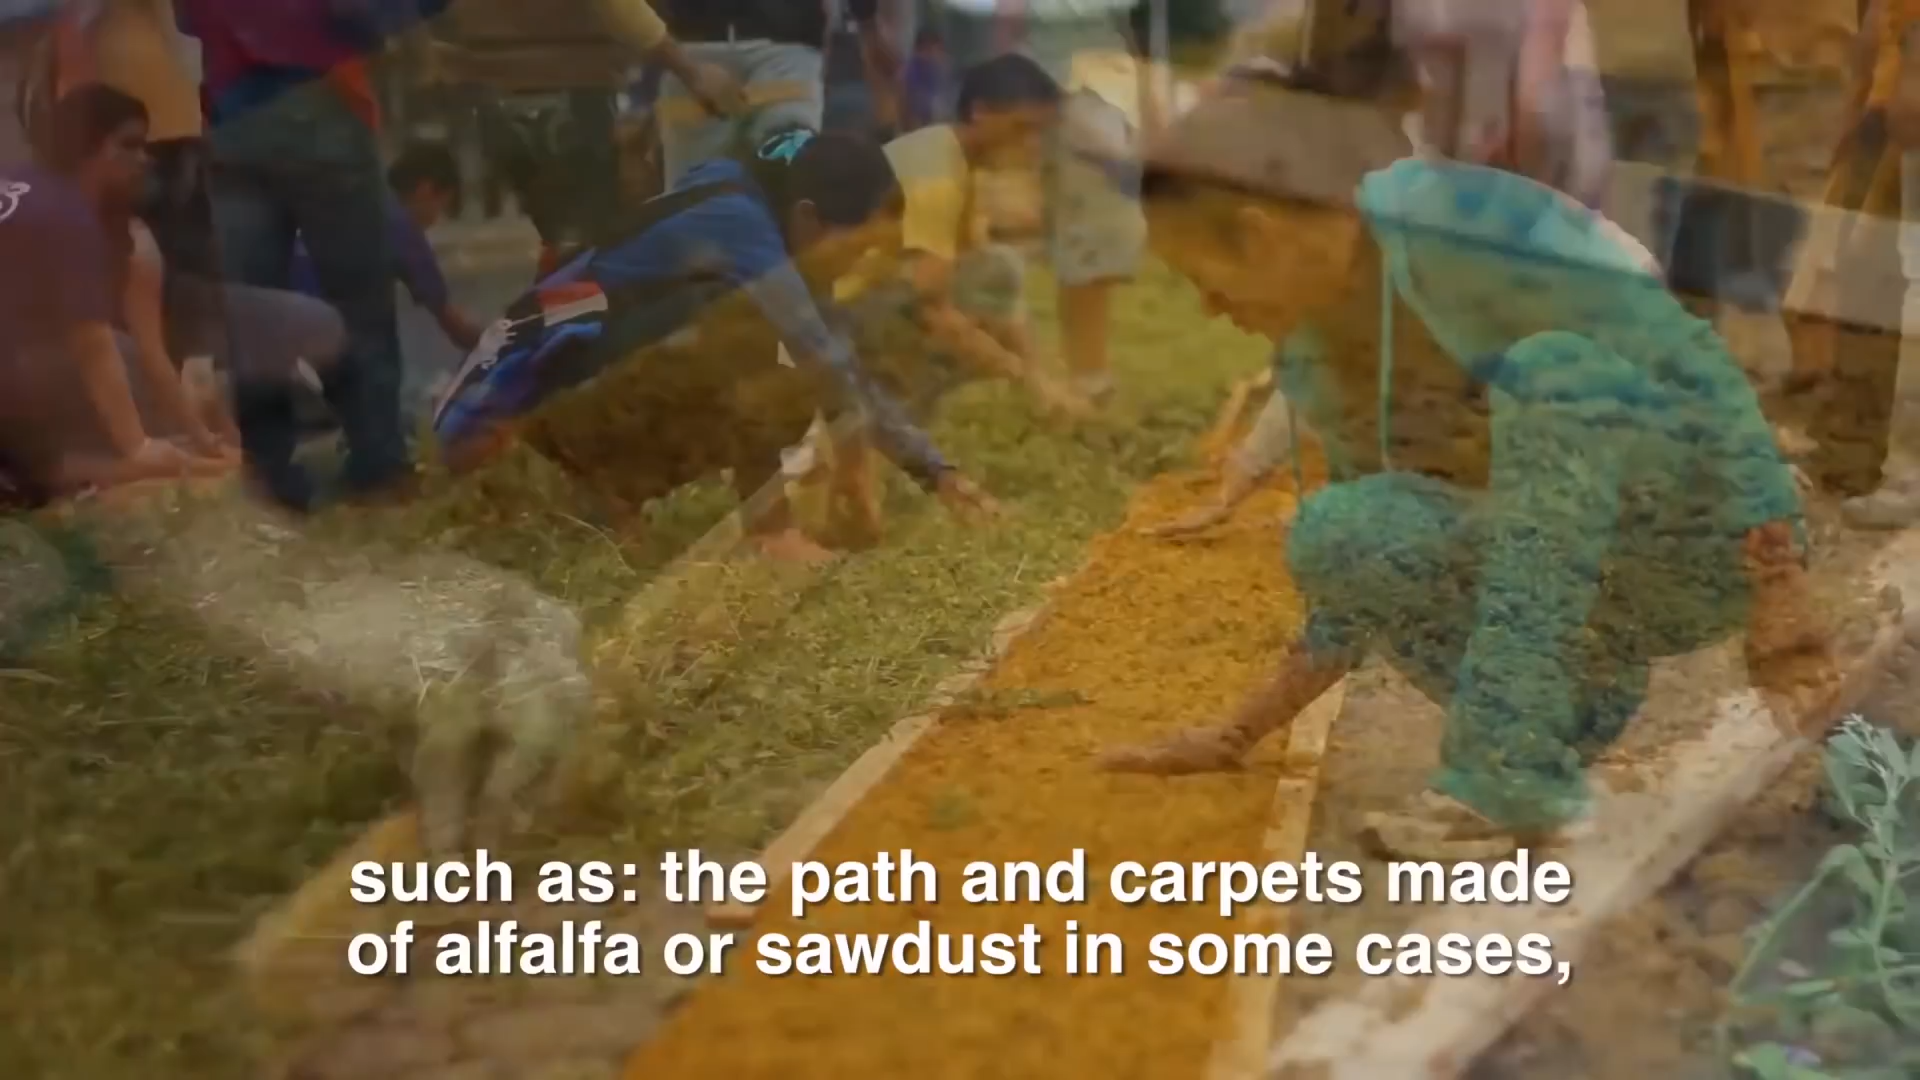 such as: the path and carpets made
of alfalfa or sawdust in some cases,